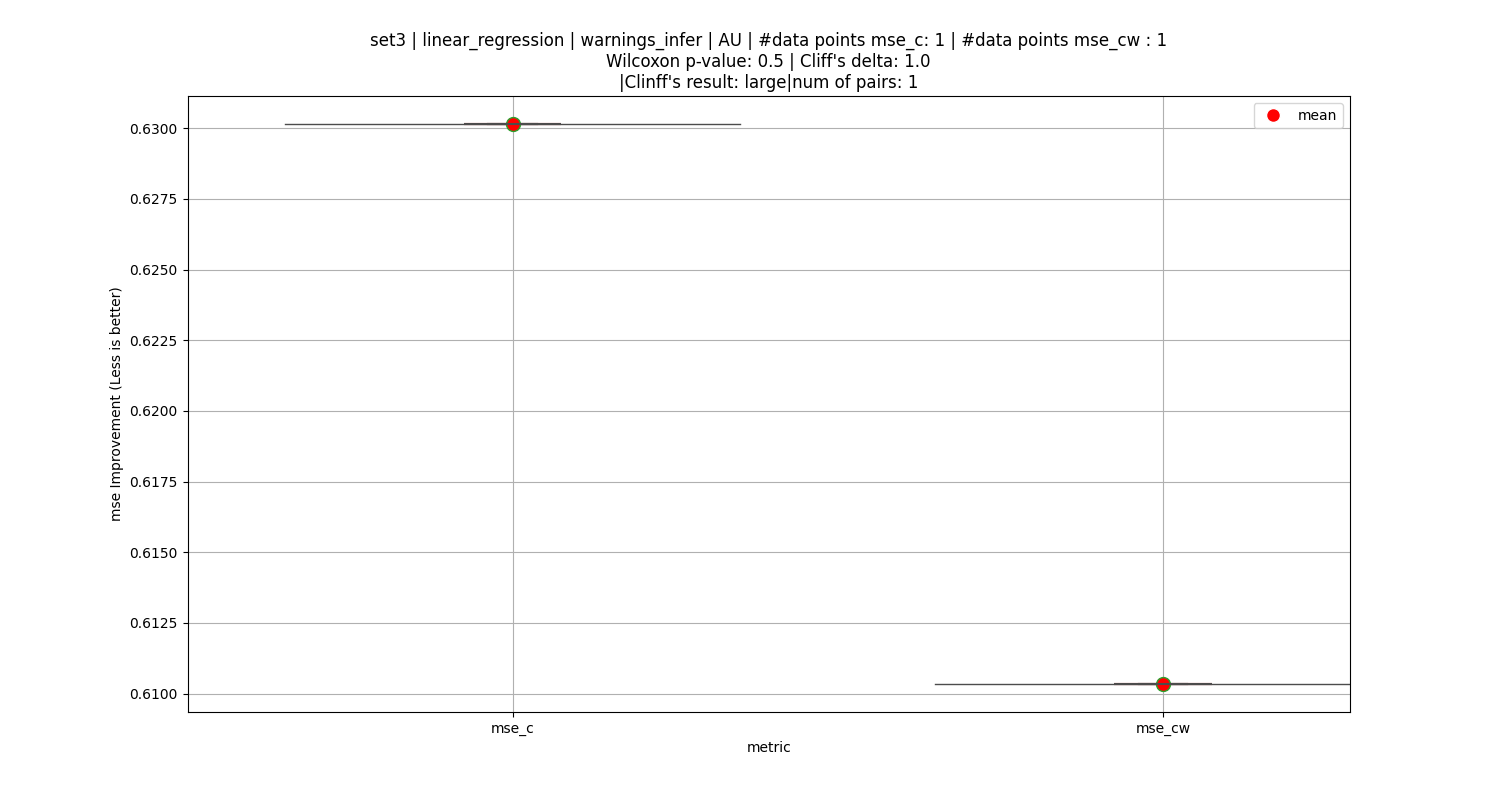 set3 | linear_regression | warnings_infer | AU | #data points mse_c: 1 | #data points mse_cw : 1
Wilcoxon p-value: 0.5 | Cliff's delta: 1.0
|Clinff's result: large|num of pairs: 1
mean
0.6300
0.6275
0.6250
0.6225
0.6200
0.6175
0.6150
0.6125
0.6100
mse Improvement (Less is better)
mse_c
mse_cw
metric